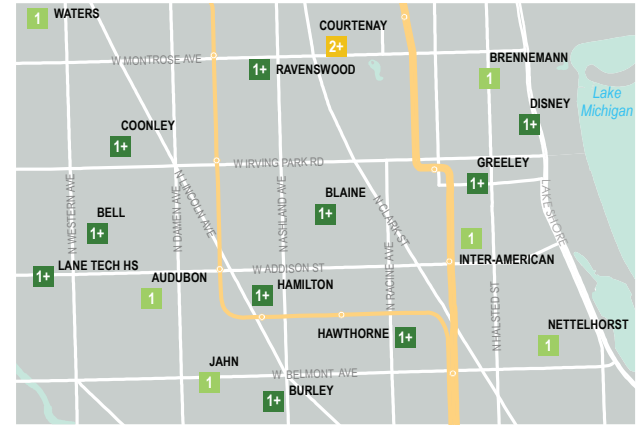 WATERS
1
COURTENAY
2+
W MONTROSE AVE
1+
RAVENSWOOD
BRENNEMANN
1
Lake
Michigan
DISNEY
1+
COONLEY
1+
W IRVING PARK RD
GREELEY
1+
N WESTERN AVE
N DAMEN AVE
N LINCOLN AVE
N ASHLAND AVE
BLAINE
1+
N CLARK ST
LAKE SHORE
BELL
1+
1
INTER-AMERICAN
LANE TECH HS
1+
AUDUBON
1
W ADDISON ST
HAMILTON
1+
N RACINE AVE
N HALSTED ST
HAWTHORNE
1+
NETTELHORST
1
JAHN
1
W. BELMONT AVE
1+
BURLEY